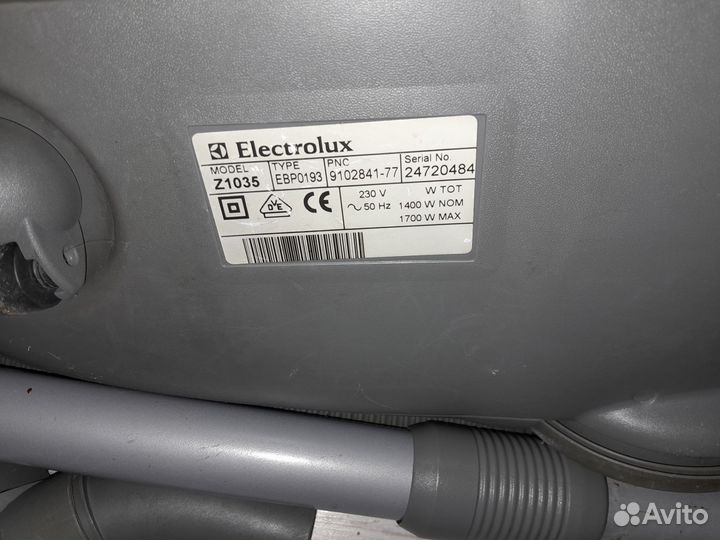 Electrolux
MODEL TYPE PNC Serial No.
Z1035 EBP0193 9102841-77 24720484
230 V W TOT
~ 50 Hz 1400 W NOM
1700 W MAX
DVE CE
Avito